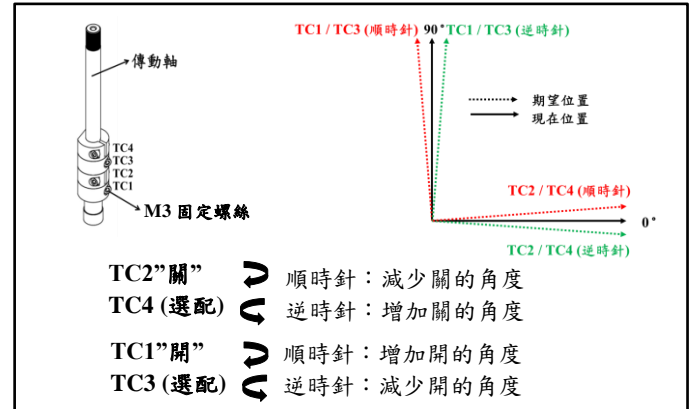 TC1 / TC3 (順時針) 90° TC1 / TC3 (逆時針)
傳動軸
期望位置
現在位置
TC4
TC3
TC2
TC1
M3 固定螺絲
TC2 / TC4 (順時針)
0°
TC2 / TC4 (逆時針)
TC2”關” 順時針：減少關的角度
TC4 (選配) 逆時針：增加關的角度
TC1”開” 順時針：增加開的角度
TC3 (選配) 逆時針：減少開的角度